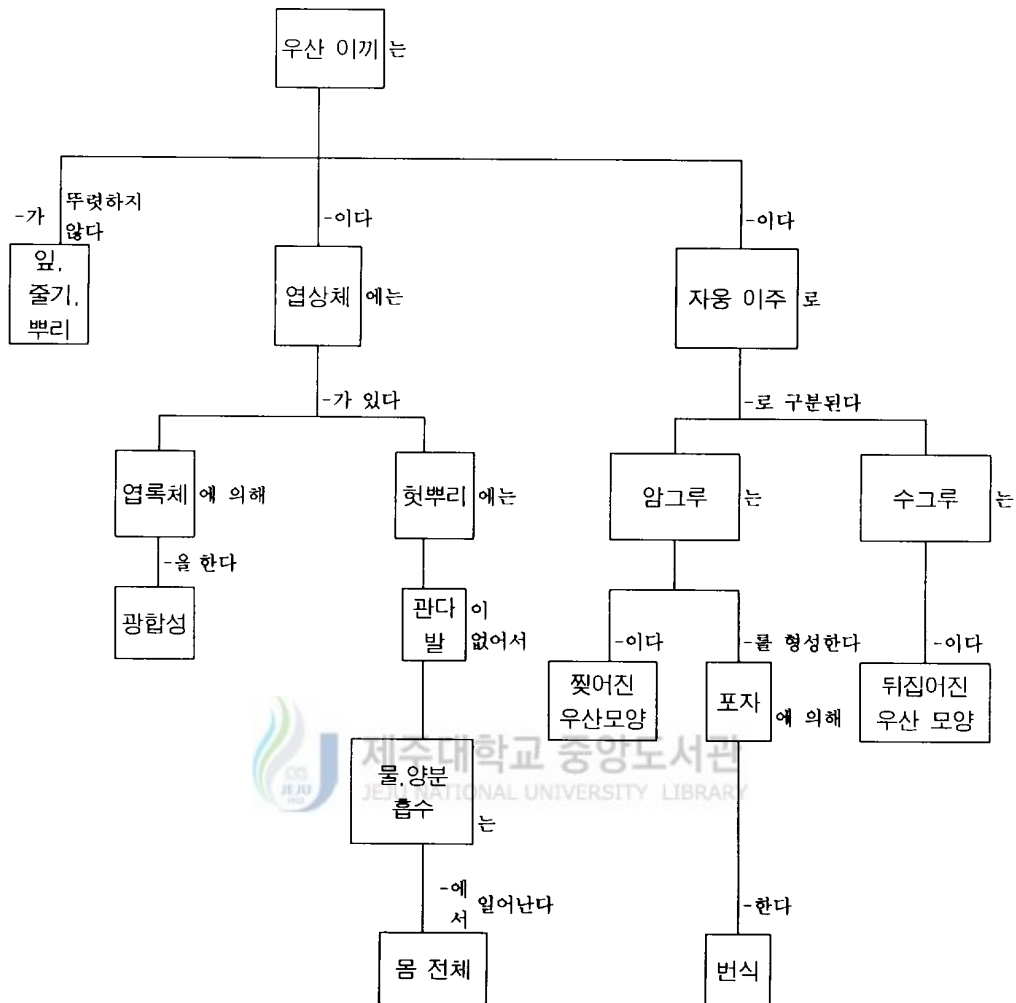 우산 이끼 는
-가
뚜렷하지
않다
-이다
-이다
잎,
줄기,
뿌리
엽상체 에는
자웅 이주 로
-가 있다
-로 구분된다
엽록체 에 의해
헛뿌리 에는
암그루 는
수그루 는
-을 한다
광합성
관다
발
이
없어서
-이다
-를 형성한다
-이다
찢어진
우산모양
포자 에 의해
뒤집어진
우산 모양
제주대학교 중앙도서관
JEJU NATIONAL UNIVERSITY LIBRARY
JEJU
1952
물,양분
흡수 는
-에
서
일어난다
-한다
몸 전체
번식